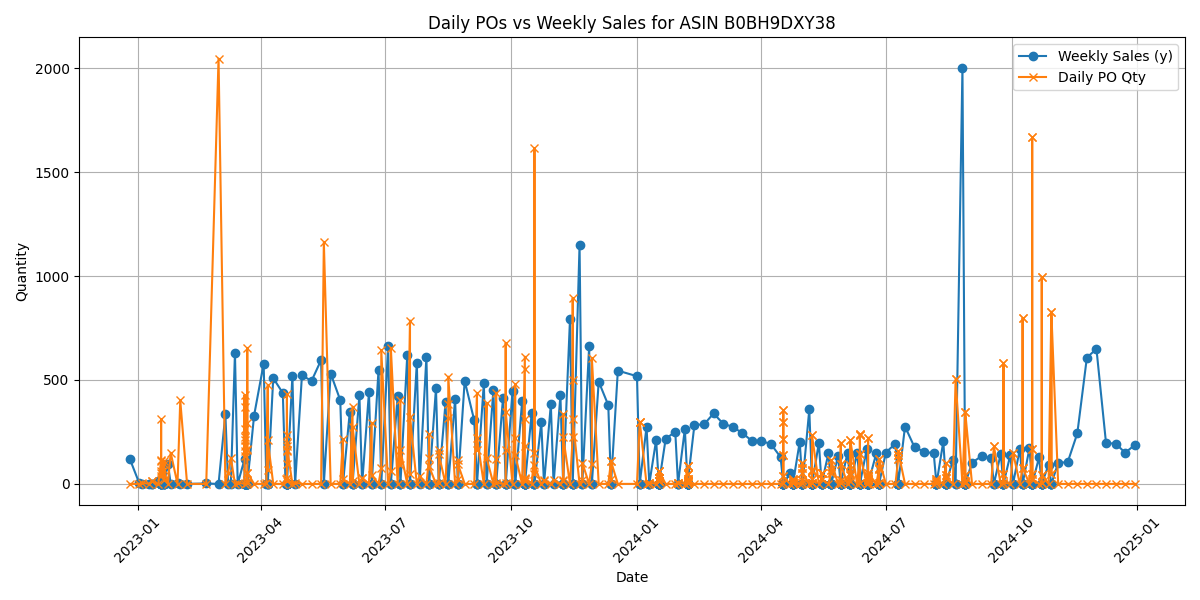 Daily POs vs Weekly Sales for ASIN B0BH9DXY38
Weekly Sales (y)
Daily PO Qty
Quantity
2000
1500
1000
500
0
2023-01
2023-04
2023-07
2023-10
2024-01
2024-04
2024-07
2024-10
2025-01
Date